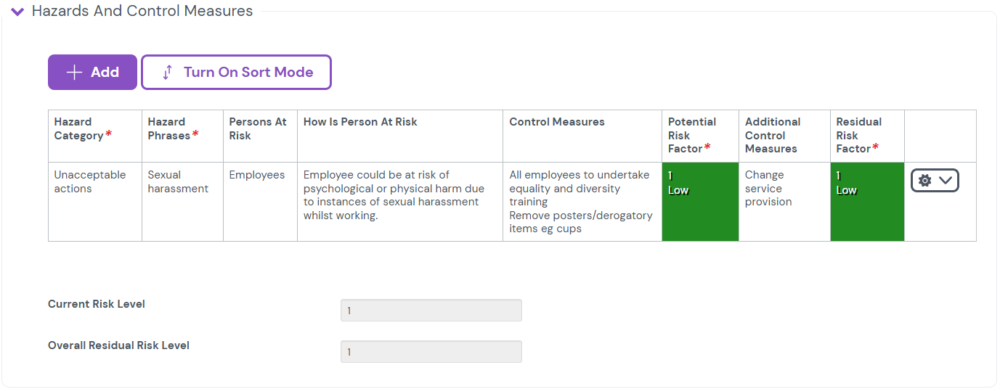 Hazards And Control Measures
Add
Turn On Sort Mode
Hazard
Category*
Hazard
Phrases*
Persons At
Risk
How Is Person At Risk
Control Measures
Potential
Risk
Factor*
Additional
Control
Measures
Residual
Risk
Factor*
Unacceptable
actions
Sexual
harassment
Employees
Employee could be at risk of
psychological or physical harm due
to instances of sexual harassment
whilst working.
All employees to undertake
equality and diversity
training
Remove posters/derogatory
items eg cups
1
Low
Change
service
provision
1
Low
Current Risk Level
1
Overall Residual Risk Level
1